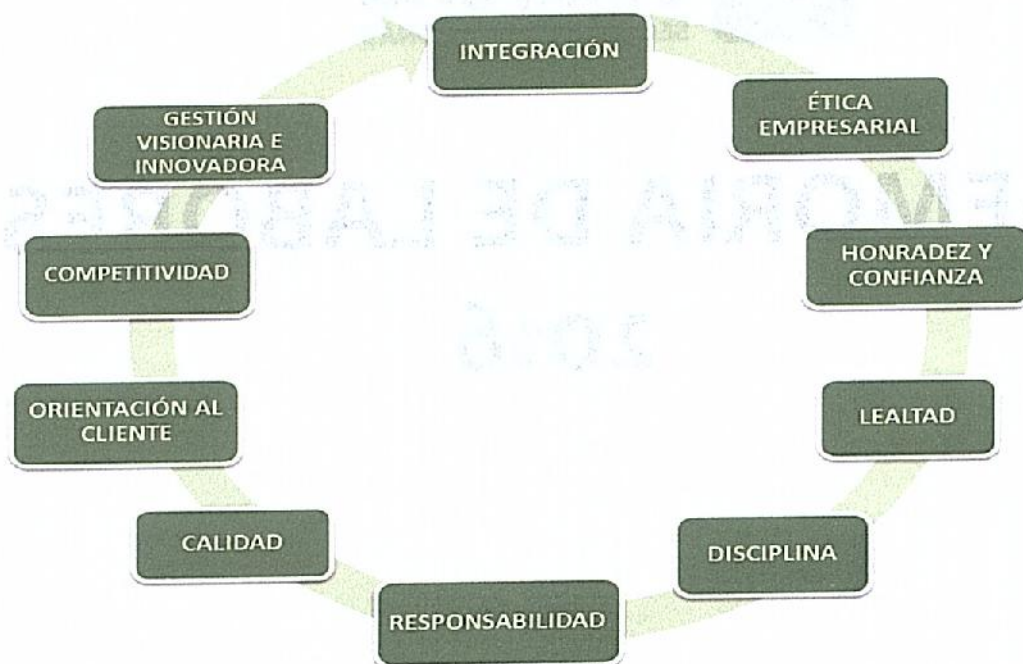 INTEGRACIÓN
ÉTICA
EMPRESARIAL
HONRADEZ Y
CONFIANZA
LEALTAD
DISCIPLINA
RESPONSABILIDAD
CALIDAD
ORIENTACIÓN AL
CLIENTE
COMPETITIVIDAD
GESTIÓN
VISIONARIA E
INNOVADORA